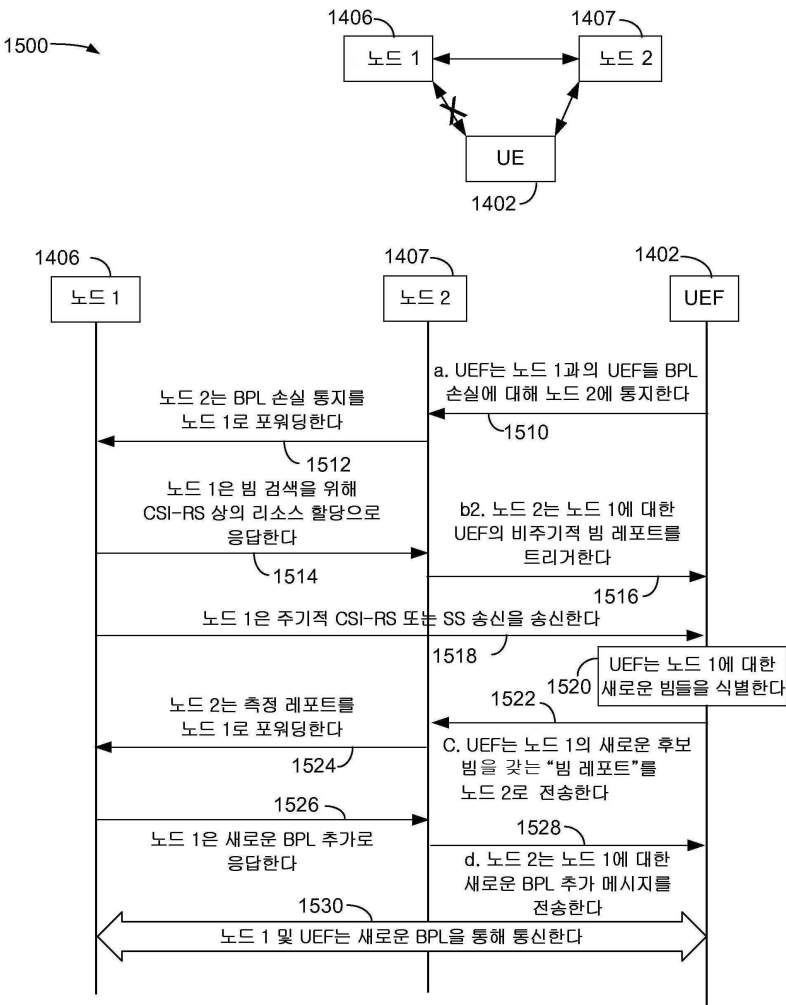 1500
1406
1407
노드 1
노드 2
UE
1402
1406
1407
1402
노드 1
노드 2
UEF
a. UEF는 노드 1과의 UEF들 BPL
손실에 대해 노드 2에 통지한다
1510
노드 2는 BPL 손실 통지를
노드 1로 포워딩한다
1512
노드 1은 빔 검색을 위해
CSI-RS 상의 리소스 할당으로
응답한다
1514
b2. 노드 2는 노드 1에 대한
UEF의 비주기적 빔 레포트를
트리거한다
1516
노드 1은 주기적 CSI-RS 또는 SS 송신을 송신한다
1518
1520
UEF는 노드 1에 대한
새로운 빔들을 식별한다
1522
C. UEF는 노드 1의 새로운 후보
빔을 갖는 “빔 레포트”를
노드 2로 전송한다
노드 2는 측정 레포트를
노드 1로 포워딩한다
1524
1526
노드 1은 새로운 BPL 추가로
응답한다
1528
d. 노드 2는 노드 1에 대한
새로운 BPL 추가 메시지를
전송한다
1530
노드 1 및 UEF는 새로운 BPL을 통해 통신한다